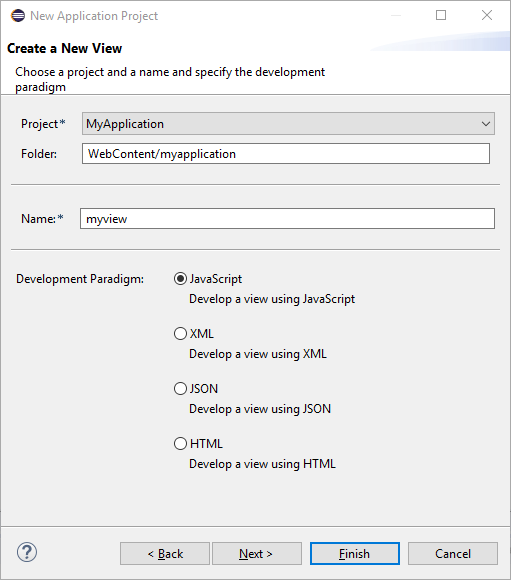 New Application Project
Create a New View
Choose a project and a name and specify the development
paradigm
Project* MyApplication
Folder: WebContent/myapplication
Name:* myview
Development Paradigm: JavaScript
Develop a view using JavaScript
XML
Develop a view using XML
JSON
Develop a view using JSON
HTML
Develop a view using HTML
? < Back Next > Finish Cancel